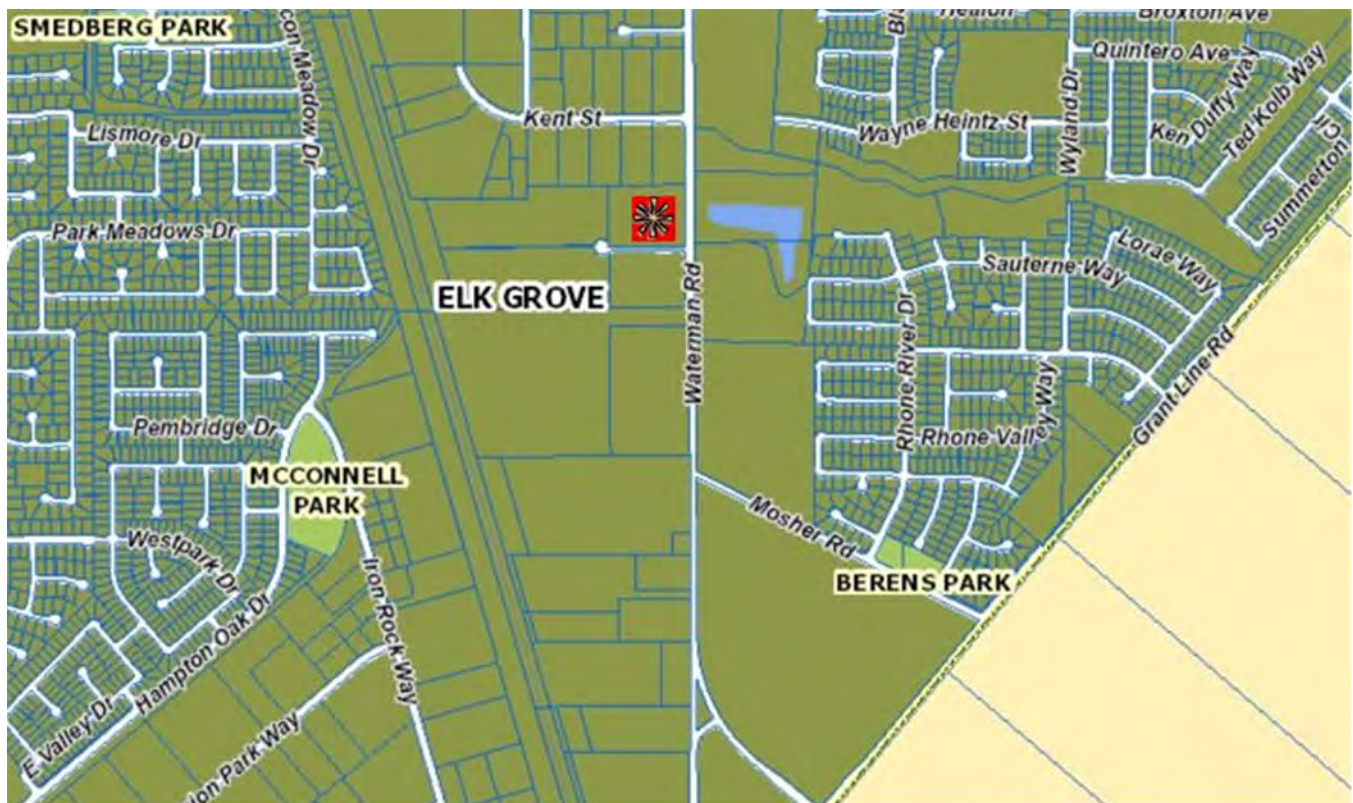 SMEDBERG PARK
con Meadow Dr
Broxton Ave
Quintero Ave
Ken Duffy Way
Ted Kolb Way
Kent St
Wayne Heintz St
Wyland Dr
Lismore Dr
Summerton
Park Meadows Dr
Lorae Way
Sauterne Way
ELK GROVE
Waterman Rd
Rhone River Dr
Grant Line Rd
Pembridge Dr
Rhone Valley Way
MCCONNELL
PARK
Mosher Rd
Westpark Dr
BERENS PARK
Iron Rock Way
Hampton Oak Dr
E Valley Dr
ion Park Way